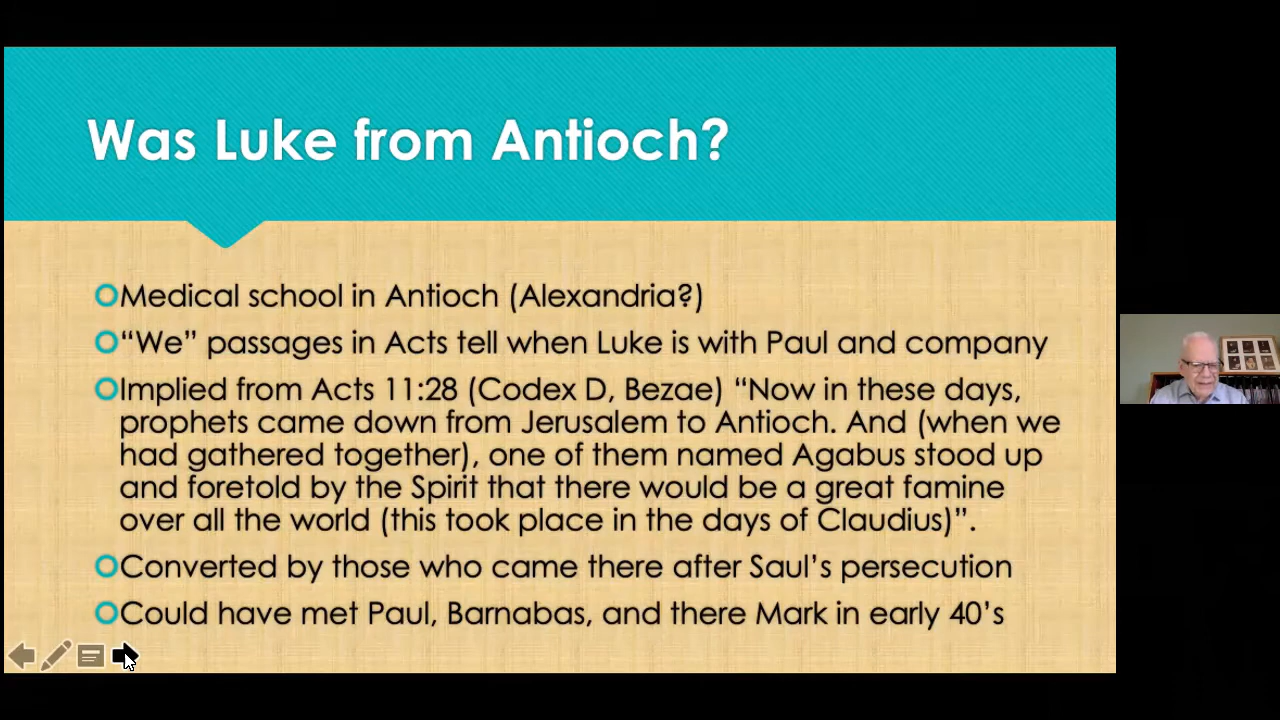 Was Luke from Antioch?
Medical school in Antioch (Alexandria?)
“We” passages in Acts tell when Luke is with Paul and company
Implied from Acts 11:28 (Codex D, Bezae) “Now in these days,
prophets came down from Jerusalem to Antioch. And (when we
had gathered together), one of them named Agabus stood up
and foretold by the Spirit that there would be a great famine
over all the world (this took place in the days of Claudius)”.
Converted by those who came there after Saul’s persecution
Could have met Paul, Barnabas, and there Mark in early 40’s